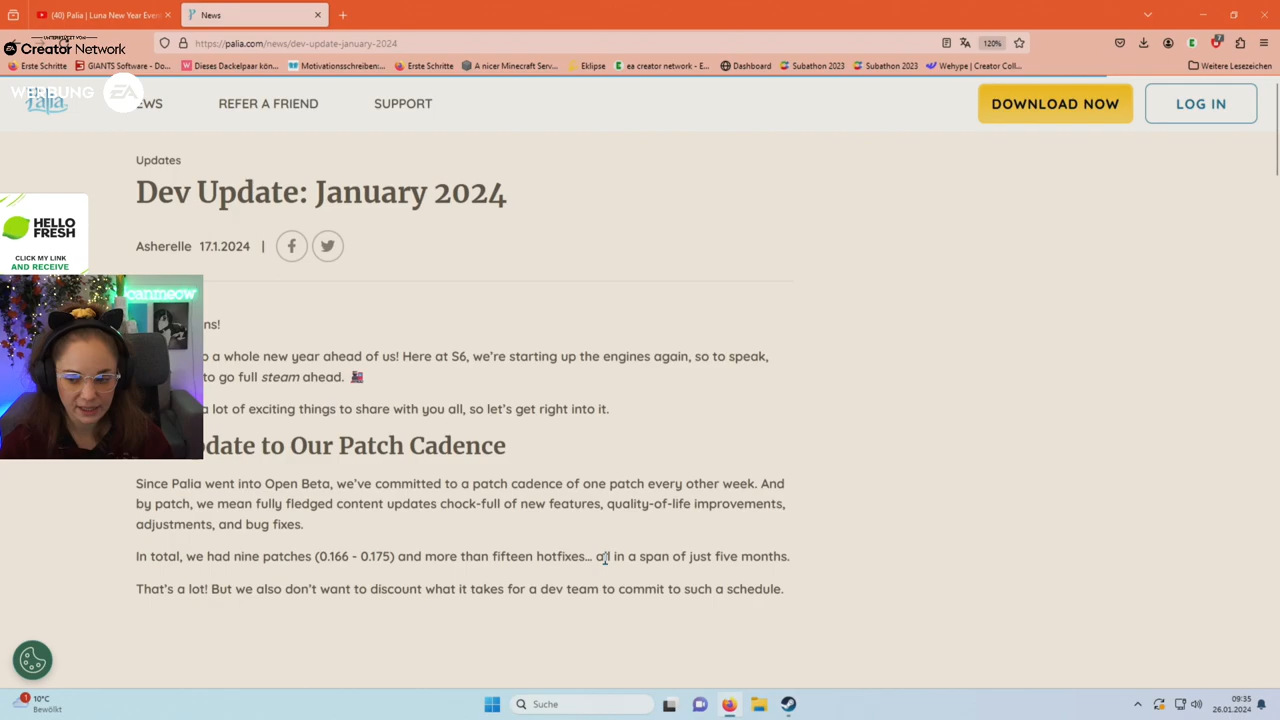 (40) Palia | Luna New Year Even
News
UNTERSTÜTZT VOM
EA Creator Network
https://palia.com/news/dev-update-january-2024
120%
Erste Schritte
GIANTS Software - Do...
Dieses Dackelpaar kön...
Motivationsschreiben:...
Erste Schritte
A nicer Minecraft Serv...
Eklipse
ea creator network - E...
Dashboard
Subathon 2023
Subathon 2023
Wehype | Creator Coll...
Weitere Lesezeichen
WERBUNG EA
Palia
EWS
REFER A FRIEND
SUPPORT
DOWNLOAD NOW
LOG IN
Updates
Dev Update: January 2024
Asherelle 17.1.2024 |
HELLO
FRESH
CLICK MY LINK
AND RECEIVE
canmeow
ns!
o a whole new year ahead of us! Here at S6, we’re starting up the engines again, so to speak,
to go full steam ahead.
a lot of exciting things to share with you all, so let’s get right into it.
pdate to Our Patch Cadence
Since Palia went into Open Beta, we’ve committed to a patch cadence of one patch every other week. And
by patch, we mean fully fledged content updates chock-full of new features, quality-of-life improvements,
adjustments, and bug fixes.
In total, we had nine patches (0.166 - 0.175) and more than fifteen hotfixes… all in a span of just five months.
That’s a lot! But we also don’t want to discount what it takes for a dev team to commit to such a schedule.
1
10°C
Bewölkt
Suche
09:35
26.01.2024